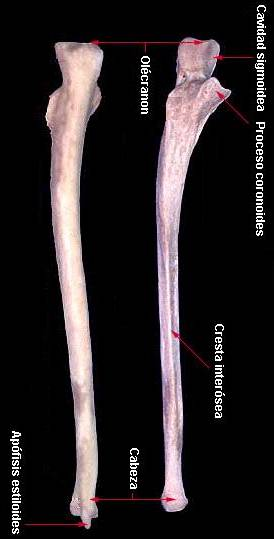 Cavidad sigmoidea
Olécranon
Proceso coronoides
Cresta interósea
Cabeza
Apófisis estiloides